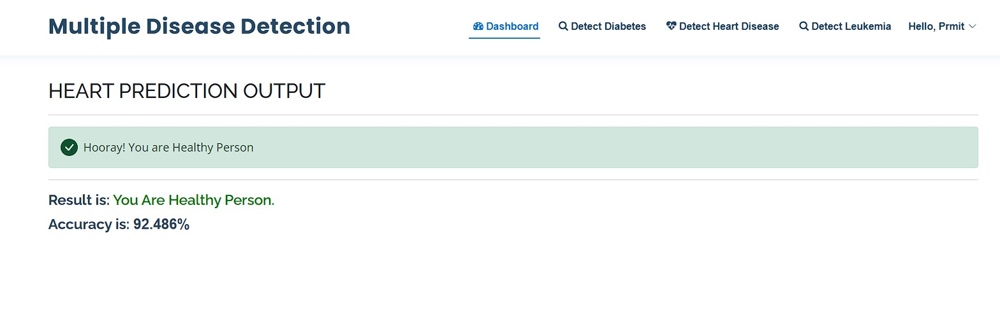 Multiple Disease Detection
Dashboard Detect Diabetes Detect Heart Disease Detect Leukemia Hello, Prmit
HEART PREDICTION OUTPUT
Hooray! You are Healthy Person
Result is: You Are Healthy Person.
Accuracy is: 92.486%